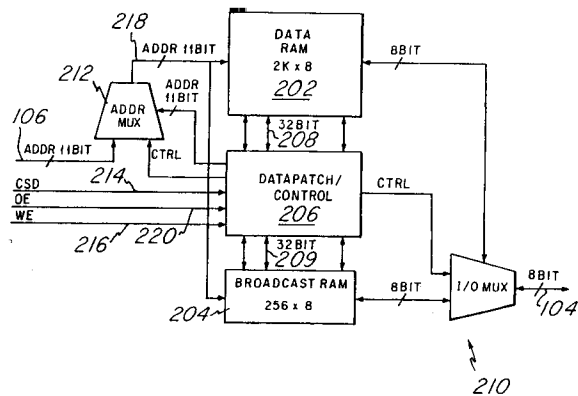 218
ADDR 11BIT
DATA
RAM
2K x 8
202
8BIT
212
ADDR
11BIT
ADDR
MUX
106
ADDR 11BIT
CTRL
32BIT
208
214
CSD
OE
WE
216
220
DATAPATCH/
CONTROL
206
CTRL
32BIT
209
BROADCAST RAM
256 x 8
204
8BIT
I/O MUX
8BIT
104
210